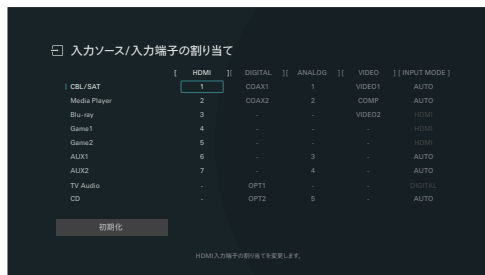 入力ソース/入力端子の割り当て
[ HDMI ][ DIGITAL ][ ANALOG ][ VIDEO ][ INPUT MODE ]
CBL/SAT 1 COAX1 1 VIDEO1 AUTO
Media Player 2 COAX2 2 COMP AUTO
Blu-ray 3 - - VIDEO2 HDMI
Game1 4 - - - HDMI
Game2 5 - - - HDMI
AUX1 6 - 3 - AUTO
AUX2 7 - 4 - AUTO
TV Audio - OPT1 - - DIGITAL
CD - OPT2 5 - AUTO
初期化
HDMI入力端子の割り当てを変更します。